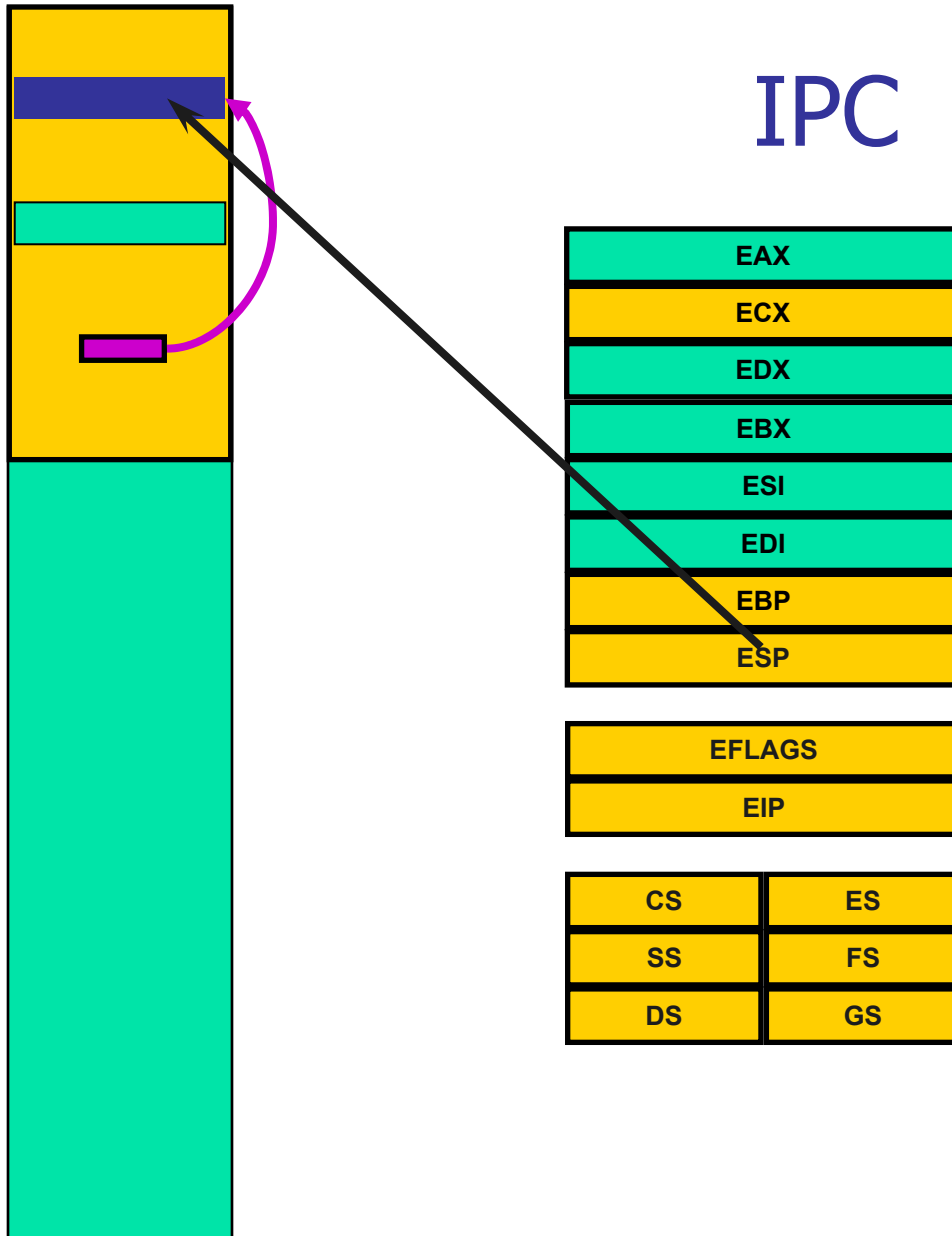 IPC
EAX
ECX
EDX
EBX
ESI
EDI
EBP
ESP
EFLAGS
EIP
CS ES
SS FS
DS GS